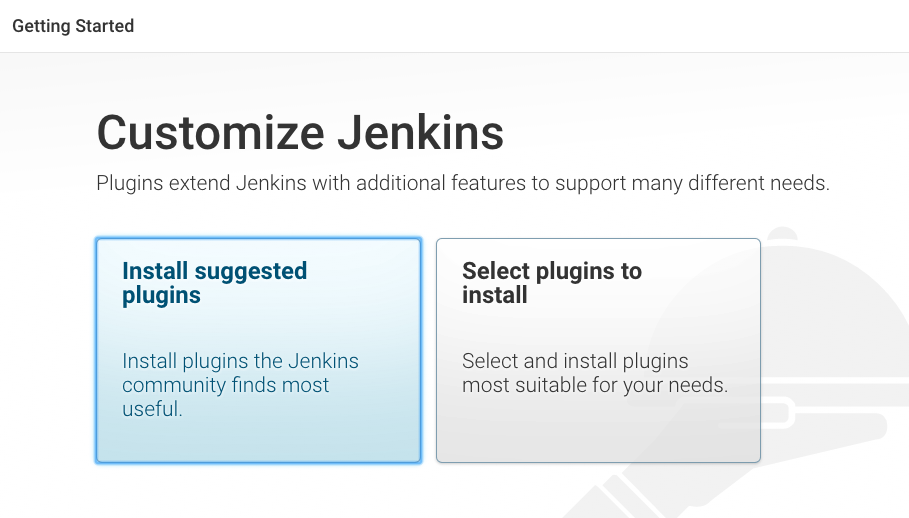 Getting Started
Customize Jenkins
Plugins extend Jenkins with additional features to support many different needs.
Install suggested
plugins
Install plugins the Jenkins
community finds most
useful.
Select plugins to
install
Select and install plugins
most suitable for your needs.